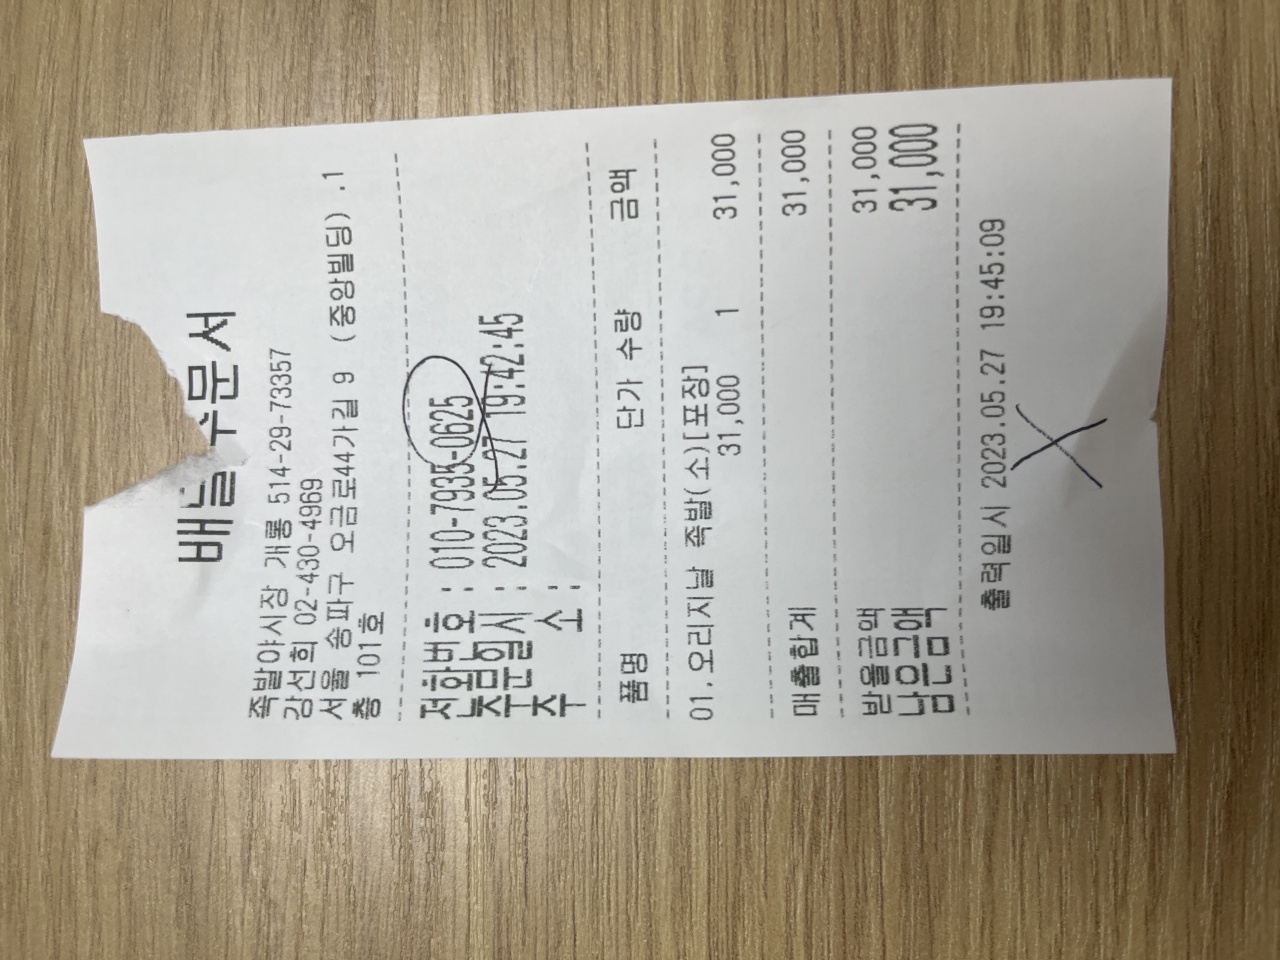 배달주문서
족발야시장 개롱 514-29-73357
강선희 02-430-4969
서울 송파구 오금로44가길 9 (중앙빌딩) .1
층 101호
전화번호 : 010-7935-0625
주문일시 : 2023.05.27 19:42:45
주 소 :
품명 단가 수량 금액
01.오리지날 족발(소)[포장]
31,000 1 31,000
매출합계 31,000
받을금액 31,000
남은금액 31,000
출력일시 2023.05.27 19:45:09